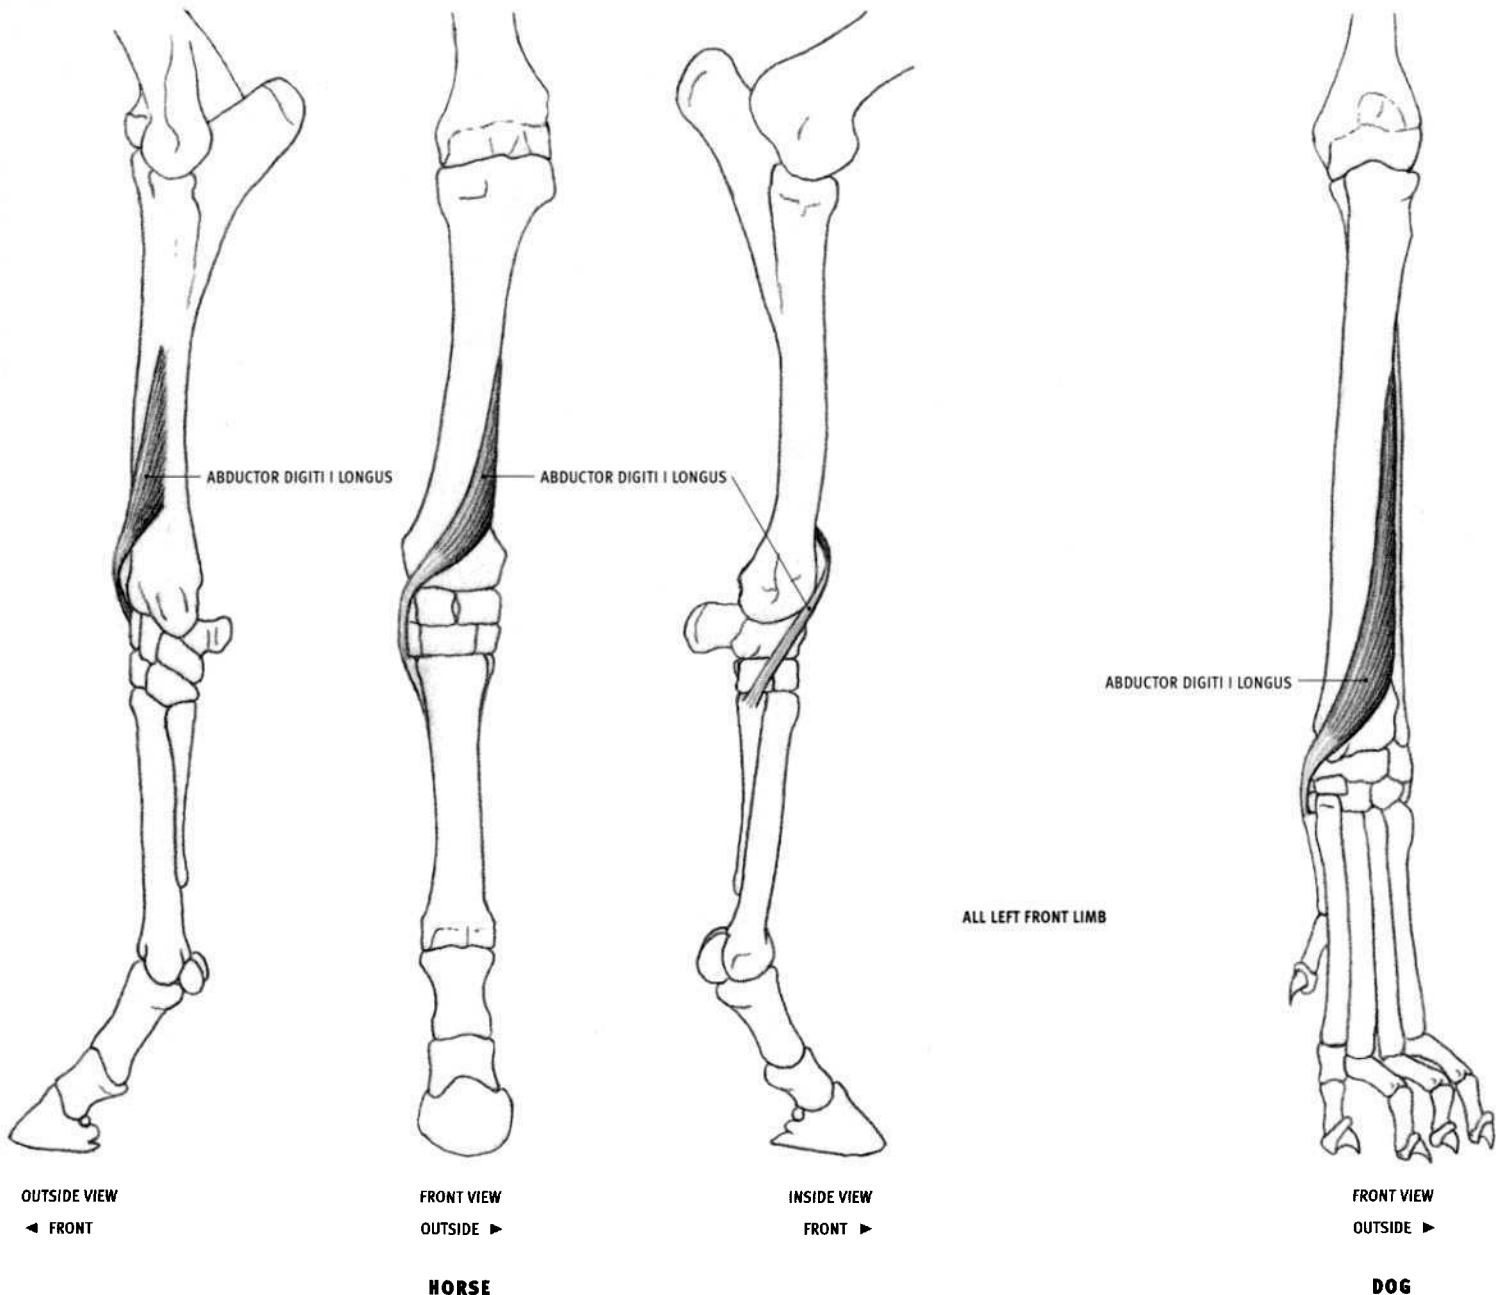 ABDUCTOR DIGITI I LONGUS
ABDUCTOR DIGITI I LONGUS
ABDUCTOR DIGITI I LONGUS
ALL LEFT FRONT LIMB
OUTSIDE VIEW
◄ FRONT
FRONT VIEW
OUTSIDE ►
INSIDE VIEW
FRONT ►
FRONT VIEW
OUTSIDE ►
HORSE
DOG